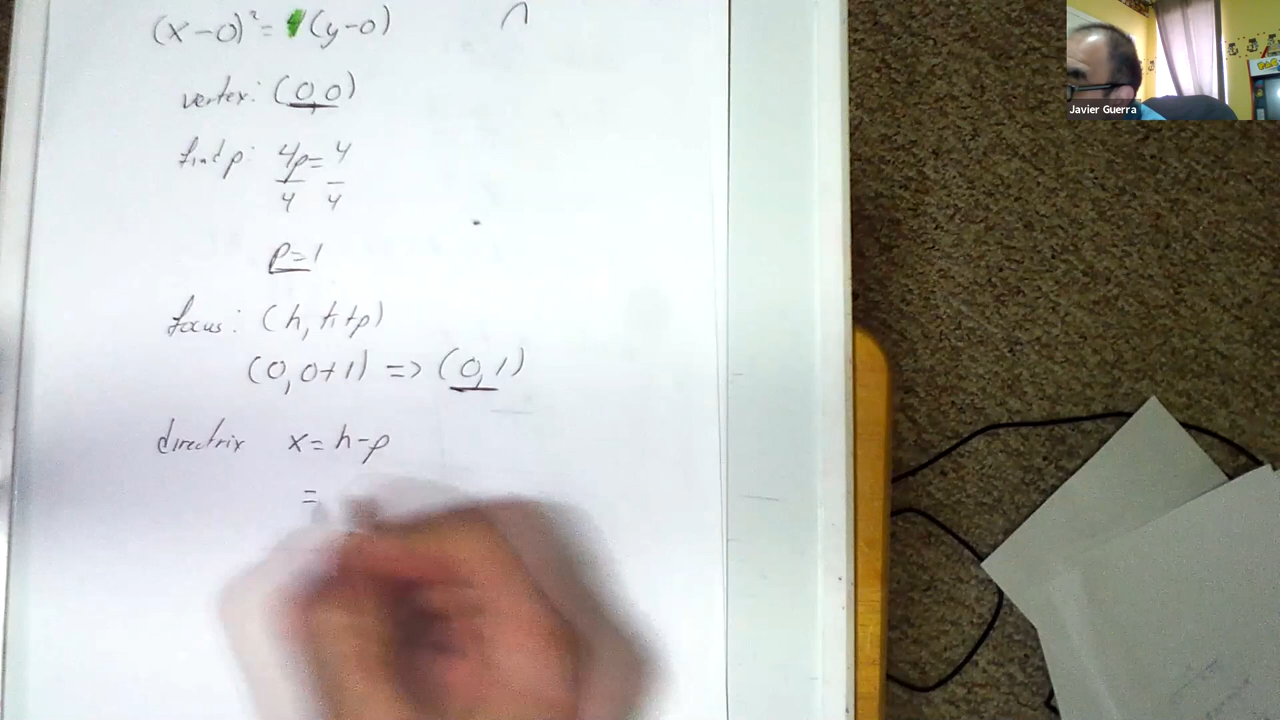 (x-0)² = 4(y-0)
vertex: (0,0)
find p: 4p = 4
4 4
p=1
focus: (h, k+p)
(0, 0+1) => (0,1)
directrix x = h-p
=
Javier Guerra